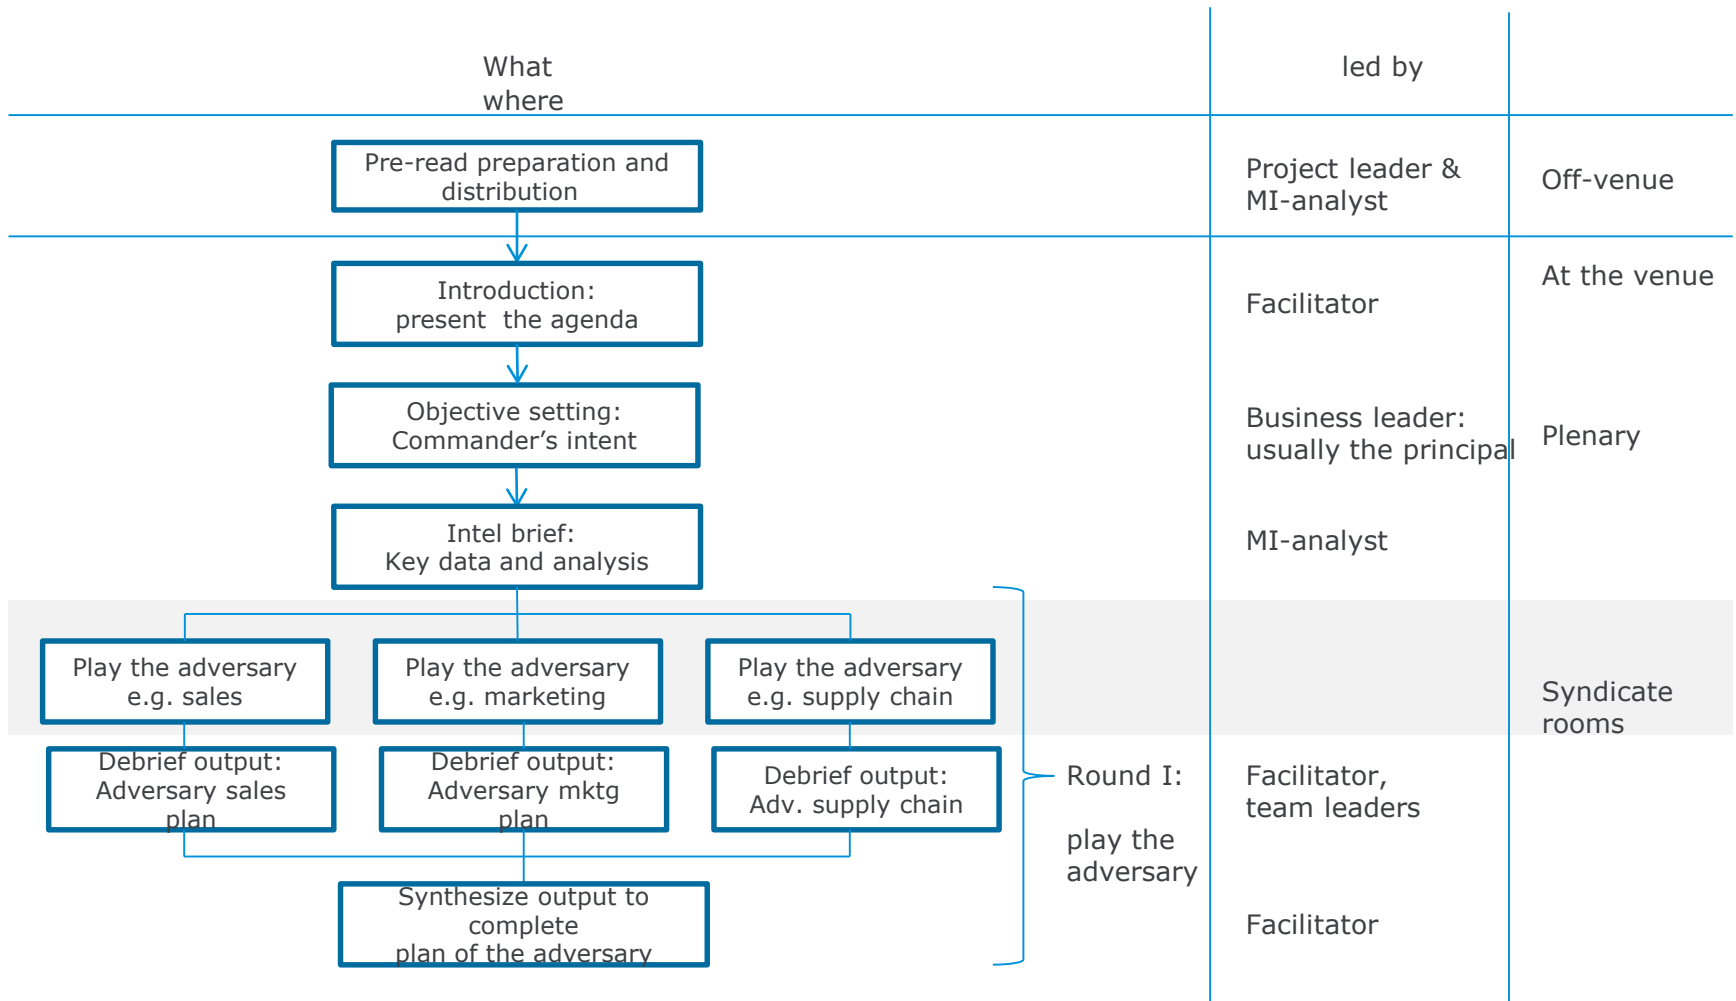 What
where
led by
Pre-read preparation and
distribution
Project leader &
MI-analyst
Off-venue
Introduction:
present  the agenda
Facilitator
At the venue
Objective setting:
Commander’s intent
Business leader:
usually the principal
Plenary
Intel brief:
Key data and analysis
MI-analyst
Play the adversary
e.g. sales
Play the adversary
e.g. marketing
Play the adversary
e.g. supply chain
Syndicate
rooms
Debrief output:
Adversary sales
plan
Debrief output:
Adversary mktg
plan
Debrief output:
Adv. supply chain
Round I:
play the
adversary
Facilitator,
team leaders
Synthesize output to
complete
plan of the adversary
Facilitator